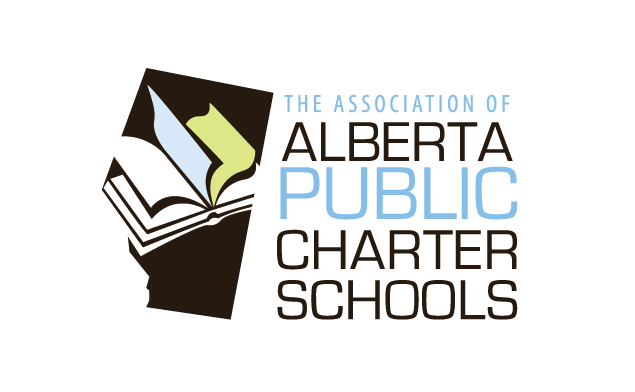 THE ASSOCIATION OF
ALBERTA
PUBLIC
CHARTER
SCHOOLS